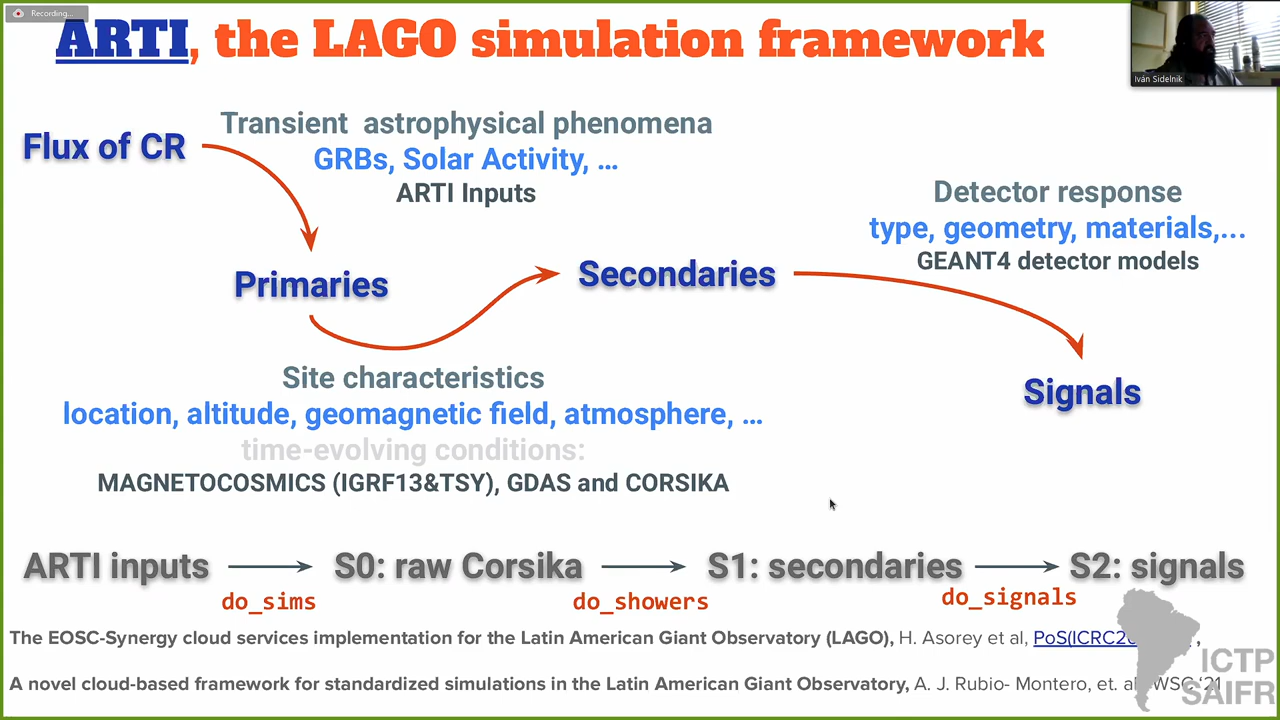 Recording...
ARTI, the LAGO simulation framework
Iván Sidelnik
Flux of CR
Transient astrophysical phenomena
GRBs, Solar Activity, ...
ARTI Inputs
Primaries
Secondaries
Detector response
type, geometry, materials,...
GEANT4 detector models
Signals
Site characteristics
location, altitude, geomagnetic field, atmosphere, ...
time-evolving conditions:
MAGNETOCOSMICS (IGRF13&TSY), GDAS and CORSIKA
ARTI inputs
S0: raw Corsika
S1: secondaries
S2: signals
do_sims
do_showers
do_signals
The EOSC-Synergy cloud services implementation for the Latin American Giant Observatory (LAGO), H. Asorey et al,
A novel cloud-based framework for standardized simulations in the Latin American Giant Observatory, A. J. Rubio- Montero, et. al
ICTP
SAIFR